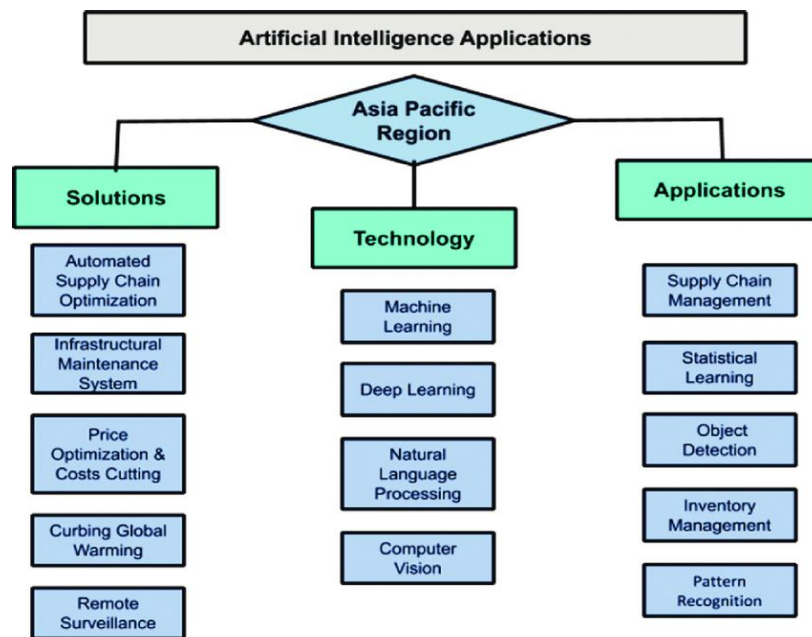 Artificial Intelligence Applications
Asia Pacific
Region
Solutions
Automated
Supply Chain
Optimization
Infrastructural
Maintenance
System
Price
Optimization &
Costs Cutting
Curbing Global
Warming
Remote
Surveillance
Technology
Machine
Learning
Deep Learning
Natural
Language
Processing
Computer
Vision
Applications
Supply Chain
Management
Statistical
Learning
Object
Detection
Inventory
Management
Pattern
Recognition